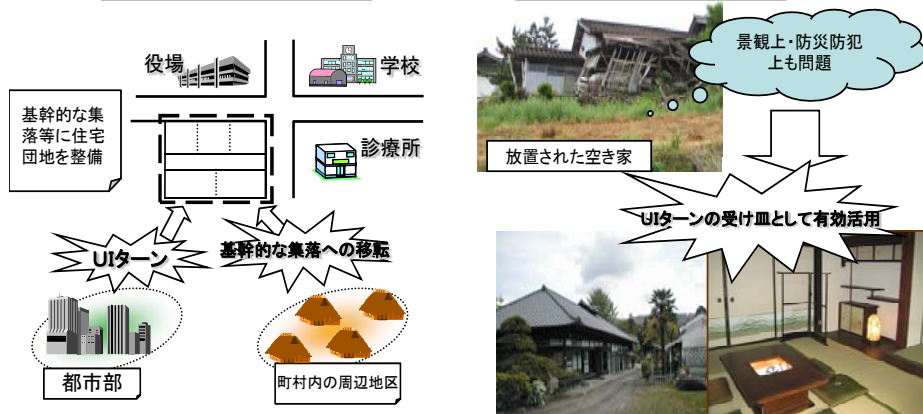 役場
学校
基幹的な集
落等に住宅
団地を整備
診療所
UIターン
基幹的な集落への移転
都市部
町村内の周辺地区
景観上・防災防犯
上も問題
放置された空き家
UIターンの受け皿として有効活用